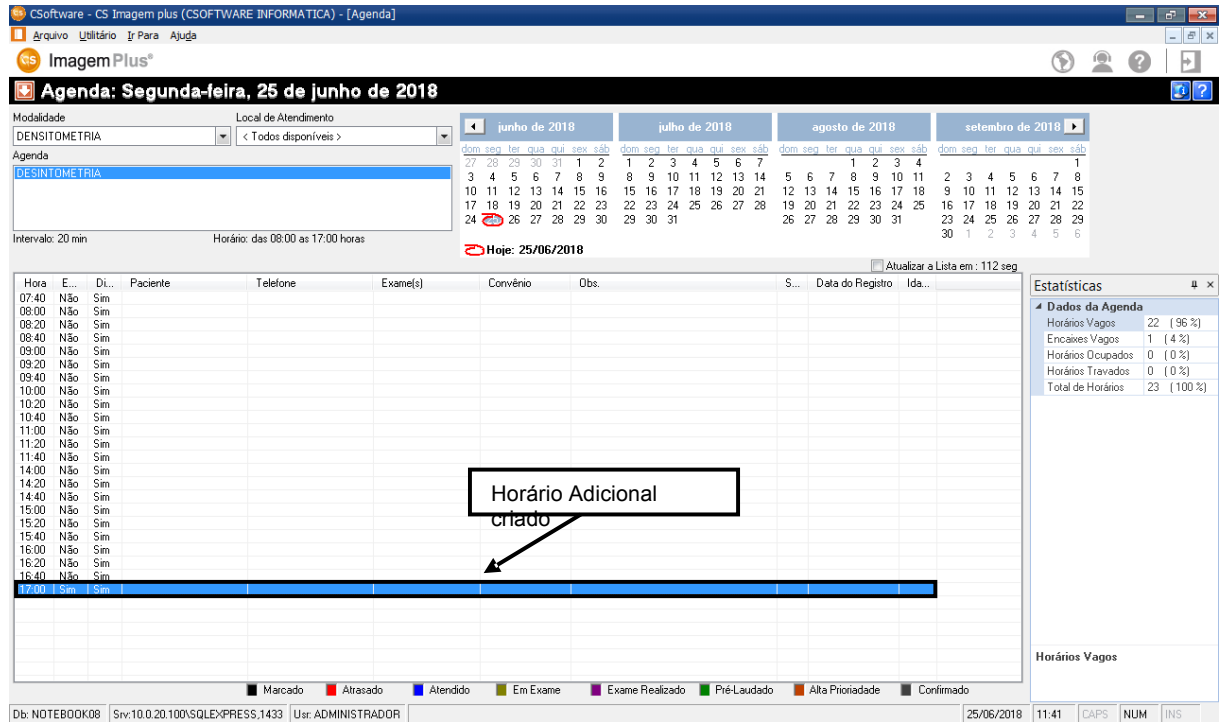 CSoftware - CS Imagem plus (CSOFTWARE INFORMATICA) - [Agenda]
Arquivo Utilitário Ir Para Ajuda
CS ImagemPlus®
Agenda: Segunda-feira, 25 de junho de 2018
Modalidade Local de Atendimento
DENSITOMETRIA < Todos disponíveis >
Agenda
DESINTOMETRIA
Intervalo: 20 min Horário: das 08:00 as 17:00 horas
junho de 2018 julho de 2018 agosto de 2018 setembro de 2018
dom seg ter qua qui sex sáb dom seg ter qua qui sex sáb dom seg ter qua qui sex sáb dom seg ter qua qui sex sáb
27 28 29 30 31 1 2 1 2 3 4 5 6 7 1 2 3 4 1
3 4 5 6 7 8 9 8 9 10 11 12 13 14 5 6 7 8 9 10 11 2 3 4 5 6 7 8
10 11 12 13 14 15 16 15 16 17 18 19 20 21 12 13 14 15 16 17 18 9 10 11 12 13 14 15
17 18 19 20 21 22 23 22 23 24 25 26 27 28 19 20 21 22 23 24 25 16 17 18 19 20 21 22
24 26 27 28 29 30 29 30 31 26 27 28 29 30 31 23 24 25 26 27 28 29
30 1 2 3 4 5 6
Hoje: 25/06/2018
Atualizar a Lista em : 112 seg
Hora E... Di... Paciente Telefone Exame(s) Convênio Obs. S... Data do Registro Ida...
07:40 Não Sim
08:00 Não Sim
08:20 Não Sim
08:40 Não Sim
09:00 Não Sim
09:20 Não Sim
09:40 Não Sim
10:00 Não Sim
10:20 Não Sim
10:40 Não Sim
11:00 Não Sim
11:20 Não Sim
11:40 Não Sim
14:00 Não Sim
14:20 Não Sim
14:40 Não Sim
15:00 Não Sim
15:20 Não Sim
15:40 Não Sim
16:00 Não Sim
16:20 Não Sim
16:40 Não Sim
17:00 Sim Sim
Horário Adicional
criado
Estatísticas
Dados da Agenda
Horários Vagos 22 (96 %)
Encaixes Vagos 1 (4 %)
Horários Ocupados 0 (0 %)
Horários Travados 0 (0 %)
Total de Horários 23 (100 %)
Horários Vagos
Marcado Atrasado Atendido Em Exame Exame Realizado Pré-Laudado Alta Prioriadade Confirmado
Db: NOTEBOOK08 Srv:10.0.20.100\SQLEXPRESS,1433 Usr: ADMINISTRADOR 25/06/2018 11:41 CAPS NUM INS